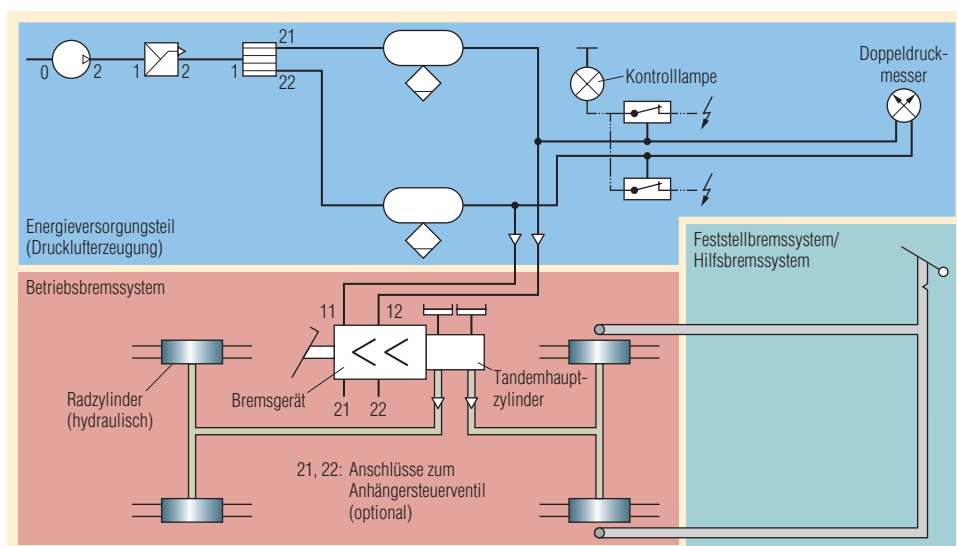 21
0
2
1
2
1
22
Kontrolllampe
Doppeldruck-
messer
Energieversorgungsteil
(Drucklufterzeugung)
Feststellbremssystem/
Hilfsbremssystem
Betriebsbremssystem
11
12
Radzylinder
(hydraulisch)
Bremsgerät
21
22
Tandemhaupt-
zylinder
21, 22: Anschlüsse zum
Anhängersteuerventil
(optional)